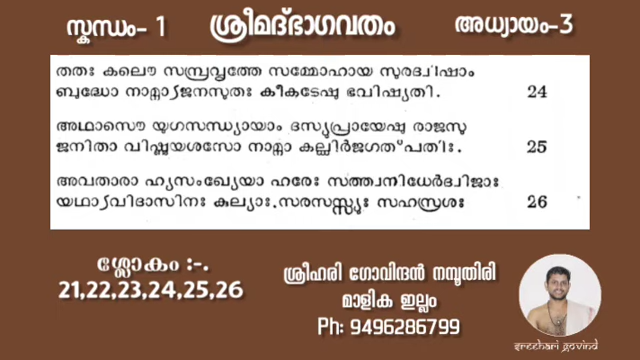 സ്കന്ധം- 1 ശ്രീമദ്ഭാഗവതം അധ്യായം-3
തതഃ കലൌ സമ്പ്രവൃത്തേ സമ്മോഹായ സുരദ്വിഷാം
ബുദ്ധോ നാമ്നാഽജനസുതഃ കീകടേഷു ഭവിഷ്യതി. 24
അഥാസൌ യുഗസന്ധ്യായാം ദസ്യുപ്രായേഷു രാജസു
ജനിതാ വിഷ്ണുയശസോ നാമ്നാ കല്ക്കിർജഗത്പതിഃ. 25
അവതാരാ ഹ്യസംഖ്യേയാ ഹരേഃ സത്ത്വനിധേർദ്വിജാഃ
യഥാഽവിദാസിനഃ കുല്യാഃ സരസസ്സ്യുഃ സഹസ്രശഃ 26
ശ്ലോകം :-.
21,22,23,24,25,26
ശ്രീഹരി ഗോവിന്ദൻ നമ്പൂതിരി
മാളിക ഇല്ലം
Ph: 9496286799
sreehari govind